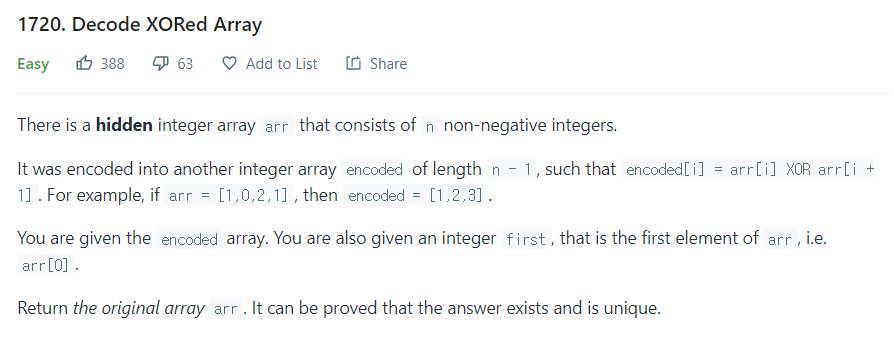 1720. Decode XORed Array
Easy 388 63 Add to List Share
There is a hidden integer array arr that consists of n non-negative integers.
It was encoded into another integer array encoded of length n - 1, such that encoded[i] = arr[i] XOR arr[i +
1]. For example, if arr = [1,0,2,1], then encoded = [1,2,3].
You are given the encoded array. You are also given an integer first, that is the first element of arr, i.e.
arr[0].
Return the original array arr. It can be proved that the answer exists and is unique.